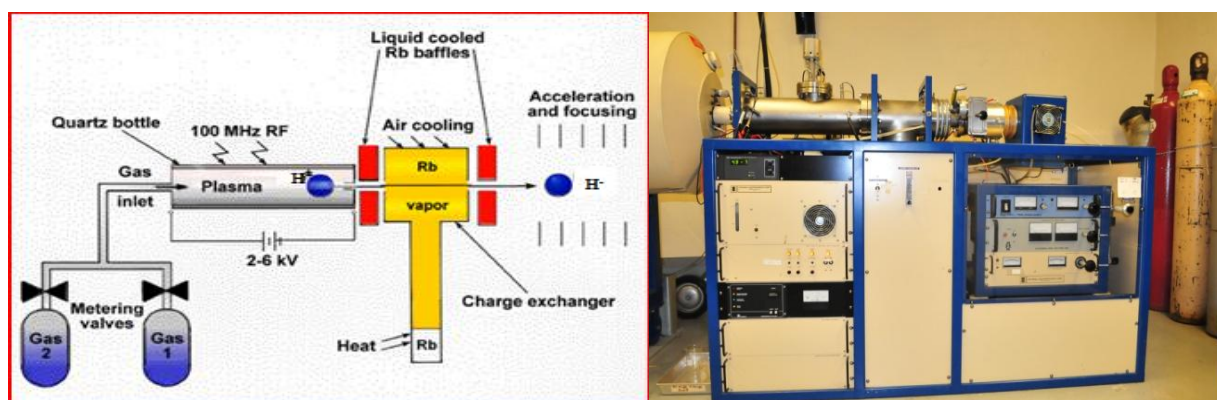 Liquid cooled
Rb baffles
Acceleration
and focusing
Air cooling
Quartz bottle
100 MHz RF
Gas
inlet
Plasma
H±
Rb
vapor
H-
2-6 kV
Charge exchanger
Metering
valves
Gas
2
Gas
1
Heat
Rb